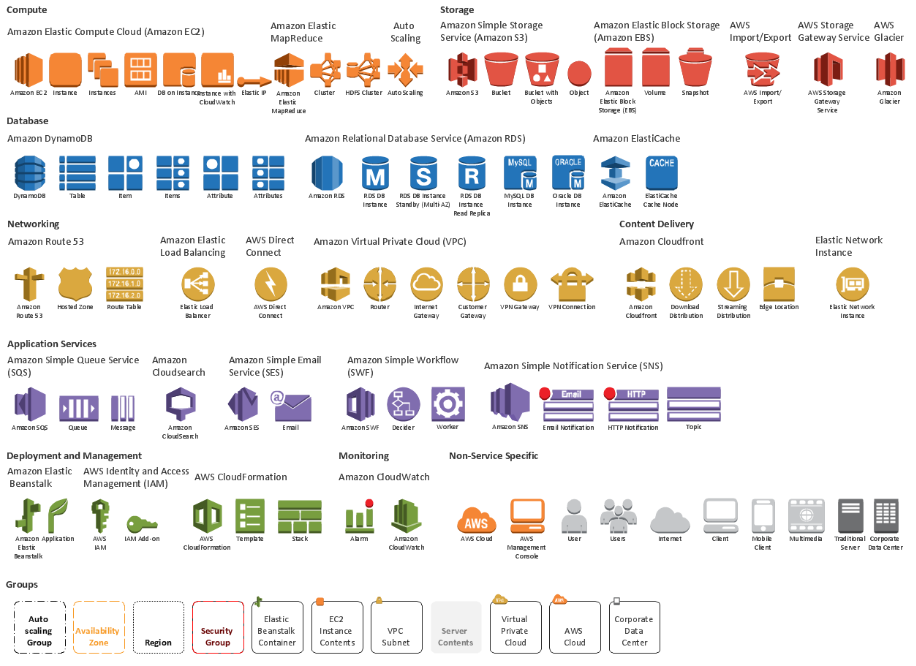 Compute
Storage
Amazon Elastic Compute Cloud (Amazon EC2)
Amazon Elastic
MapReduce
Auto
Scaling
Amazon Simple Storage
Service (Amazon S3)
Amazon Elastic Block Storage
(Amazon EBS)
AWS
Import/Export
AWS Storage
Gateway Service
AWS
Glacier
Amazon EC2
Instance
Instances
AMI
DB on Instance
Instance with
CloudWatch
Elastic IP
Amazon
Elastic
MapReduce
Cluster
HDFS Cluster
Auto Scaling
Amazon S3
Bucket
Bucket with
Objects
Object
Amazon
Elastic Block
Storage (EBS)
Volume
Snapshot
AWS Import/
Export
AWS Storage
Gateway
Service
Amazon
Glacier
Database
Amazon DynamoDB
Amazon Relational Database Service (Amazon RDS)
Amazon ElastiCache
M
S
R
MySQL
ORACLE
CACHE
DynamoDB
Table
Item
Items
Attribute
Attributes
Amazon RDS
RDS DB
Instance
RDS DB Instance
Standby (Multi-AZ)
RDS DB
Instance
Read Replica
MySQL DB
Instance
Oracle DB
Instance
Amazon
ElastiCache
ElastiCache
Cache Node
Networking
Content Delivery
Amazon Route 53
Amazon Elastic
Load Balancing
AWS Direct
Connect
Amazon Virtual Private Cloud (VPC)
Amazon Cloudfront
Elastic Network
Instance
172.16.0.0
172.16.1.0
172.16.2.0
Amazon
Route 53
Hosted Zone
Route Table
Elastic Load
Balancer
AWS Direct
Connect
Amazon VPC
Router
Internet
Gateway
Customer
Gateway
VPN Gateway
VPN Connection
Amazon
Cloudfront
Download
Distribution
Streaming
Distribution
Edge Location
Elastic Network
Instance
Application Services
Amazon Simple Queue Service
(SQS)
Amazon
Cloudsearch
Amazon Simple Email
Service (SES)
Amazon Simple Workflow
(SWF)
Amazon Simple Notification Service (SNS)
@
Email
HTTP
Amazon SQS
Queue
Message
Amazon
CloudSearch
Amazon SES
Email
Amazon SWF
Decider
Worker
Amazon SNS
Email Notification
HTTP Notification
Topic
Deployment and Management
Monitoring
Non-Service Specific
Amazon Elastic
Beanstalk
AWS Identity and Access
Management (IAM)
AWS CloudFormation
Amazon CloudWatch
AWS
Amazon
Elastic
Beanstalk
Application
AWS
IAM
IAM Add-on
AWS
CloudFormation
Template
Stack
Alarm
Amazon
CloudWatch
AWS Cloud
AWS
Management
Console
User
Users
Internet
Client
Mobile
Client
Multimedia
Traditional
Server
Corporate
Data Center
Groups
Auto
scaling
Group
Availability
Zone
Region
Security
Group
Elastic
Beanstalk
Container
EC2
Instance
Contents
VPC
Subnet
Server
Contents
Virtual
Private
Cloud
AWS
Cloud
Corporate
Data
Center